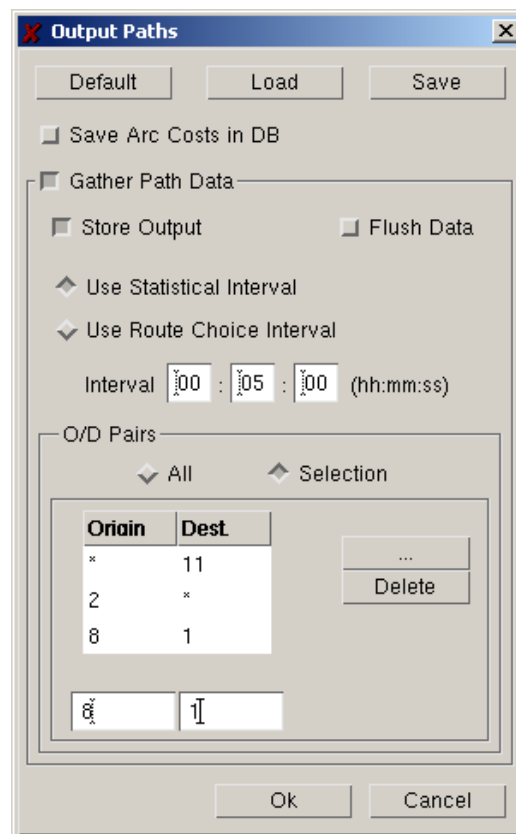 Output Paths
Default Load Save
Save Arc Costs in DB
Gather Path Data
Store Output Flush Data
Use Statistical Interval
Use Route Choice Interval
Interval 00 : 05 : 00 (hh:mm:ss)
O/D Pairs
All Selection
Origin Dest.
* 11
...
2 *
Delete
8 1
8 1
Ok Cancel